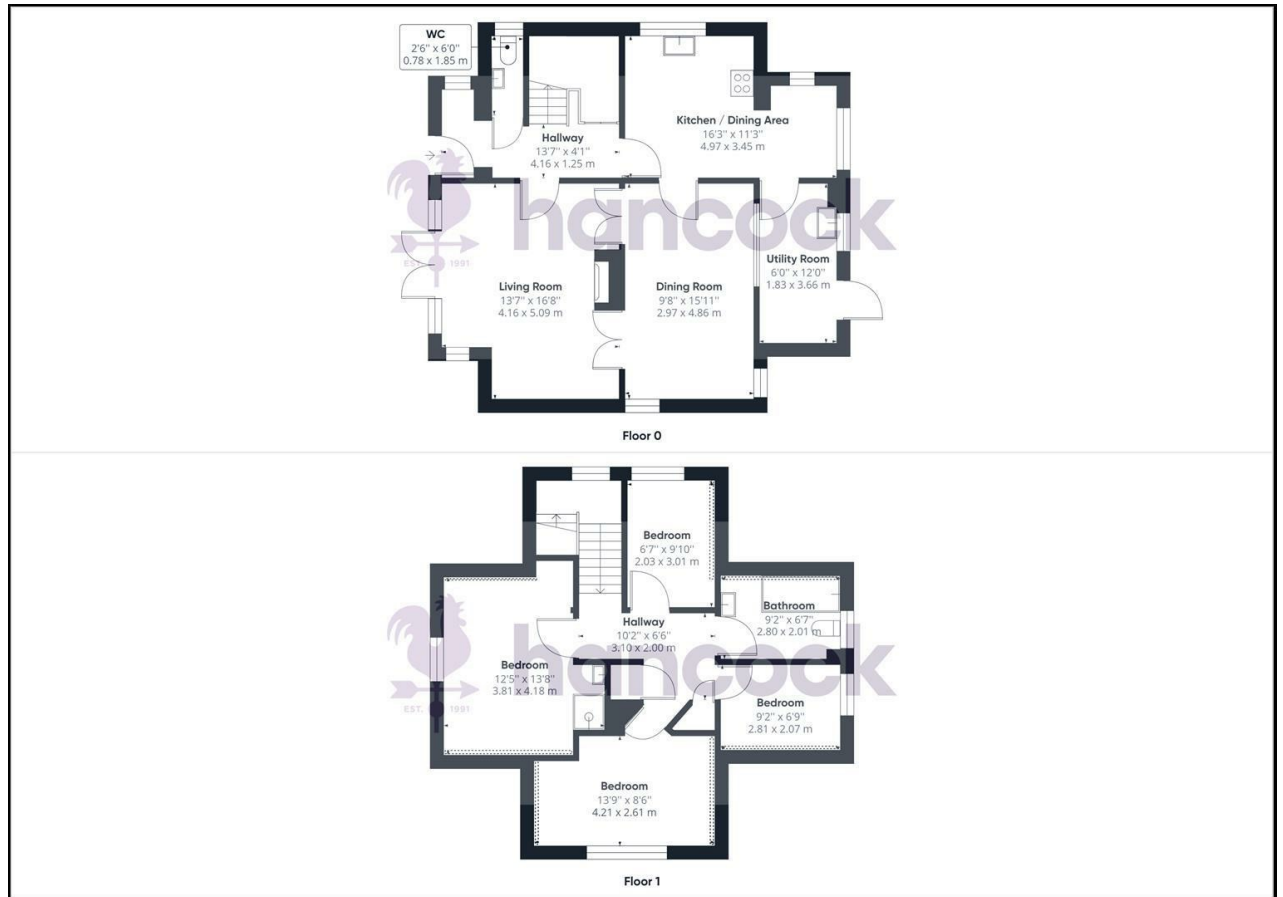 WC
2'6" x 6'0"
0.78 x 1.85 m
Kitchen / Dining Area
16'3" x 11'3"
4.97 x 3.45 m
Hallway
13'7" x 4'1"
4.16 x 1.25 m
hancock
EST. 1991
Living Room
13'7" x 16'8"
4.16 x 5.09 m
Dining Room
9'8" x 15'11"
2.97 x 4.86 m
Utility Room
6'0" x 12'0"
1.83 x 3.66 m
Floor 0
Bedroom
6'7" x 9'10"
2.03 x 3.01 m
Bathroom
9'2" x 6'7"
2.80 x 2.01 m
Hallway
10'2" x 6'6"
3.10 x 2.00 m
hancock
EST. 1991
Bedroom
12'5" x 13'8"
3.81 x 4.18 m
Bedroom
9'2" x 6'9"
2.81 x 2.07 m
Bedroom
13'9" x 8'6"
4.21 x 2.61 m
Floor 1